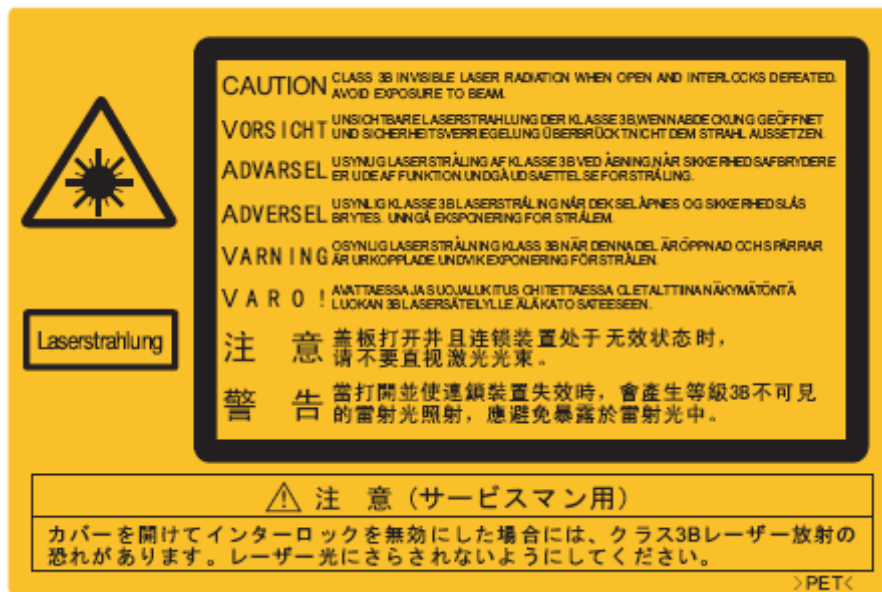 CAUTION CLASS 3B INVISIBLE LASER RADIATION WHEN OPEN AND INTERLOCKS DEFEATED.
AVOID EXPOSURE TO BEAM.
VORSICHT UNSICHTBARE LASERSTRAHLUNG DER KLASSE 3B, WENN ABDECKUNG GEÖFFNET
UND SICHERHEITSVERRIEGELUNG ÜBERBRÜCKT NICHT DEM STRAHL AUSSETZEN.
ADVARSEL USYNUG LASERSTRÅLING AF KLASSE 3B VED ÅBNING, NÅR SIKKERHEDSAFBRYDERE
ER UDE AF FUNKTION. UNDGÅ UDSAETTELSE FOR STRÅLING.
ADVERSEL USYNLIG KLASSE 3B LASERSTRÅLING NÅR DEKSEL ÅPNES OG SIKKERHEDSLÅS
BRYTES. UNNGÅ EKSPONERING FOR STRÅLEM.
VARNING OSYNLIG LASERSTRÅLNING KLASS 3B NÄR DENNA DEL ÄR ÖPPNAD OCH SPÄRRAR
ÄR URKOPPLADE. UNDVIK EXPONERING FÖR STRÅLEN.
VARO! AVATTAESSA JA SUOJALUKITUS OHITETTAESSA OLET ALTTIINA NÄKYMÄTÖNTÄ
LUOKAN 3B LASERSÄTELYLLE. ÄLÄ KATO SATEESEEN.
Laserstrahlung
注 意 盖板打开并且连锁装置处于无效状态时，
请不要直视激光光束。
警 告 當打開並使連鎖裝置失效時，會產生等級3B不可見
的雷射光照射，應避免暴露於雷射光中。
⚠ 注 意（サービスマン用）
カバーを開けてインターロックを無効にした場合には、クラス3Bレーザー放射の
恐れがあります。レーザー光にさらされないようにしてください。
>PET<